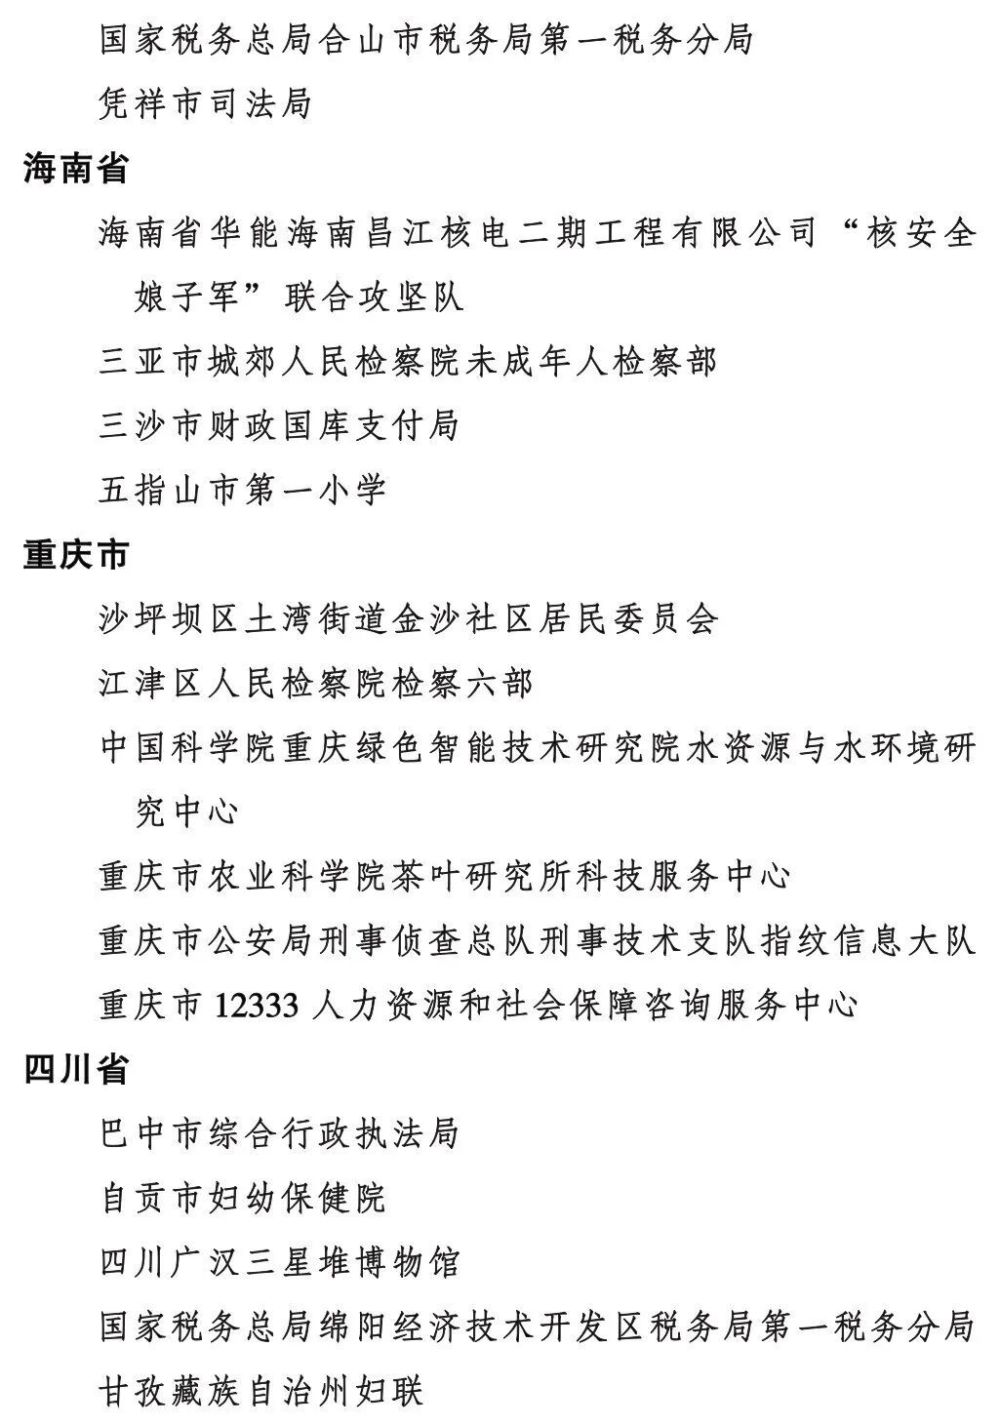 国家税务总局合山市税务局第一税务分局
凭祥市司法局
海南省
海南省华能海南昌江核电二期工程有限公司“核安全
娘子军”联合攻坚队
三亚市城郊人民检察院未成年人检察部
三沙市财政国库支付局
五指山市第一小学
重庆市
沙坪坝区土湾街道金沙社区居民委员会
江津区人民检察院检察六部
中国科学院重庆绿色智能技术研究院水资源与水环境研
究中心
重庆市农业科学院茶叶研究所科技服务中心
重庆市公安局刑事侦查总队刑事技术支队指纹信息大队
重庆市 12333 人力资源和社会保障咨询服务中心
四川省
巴中市综合行政执法局
自贡市妇幼保健院
四川广汉三星堆博物馆
国家税务总局绵阳经济技术开发区税务局第一税务分局
甘孜藏族自治州妇联